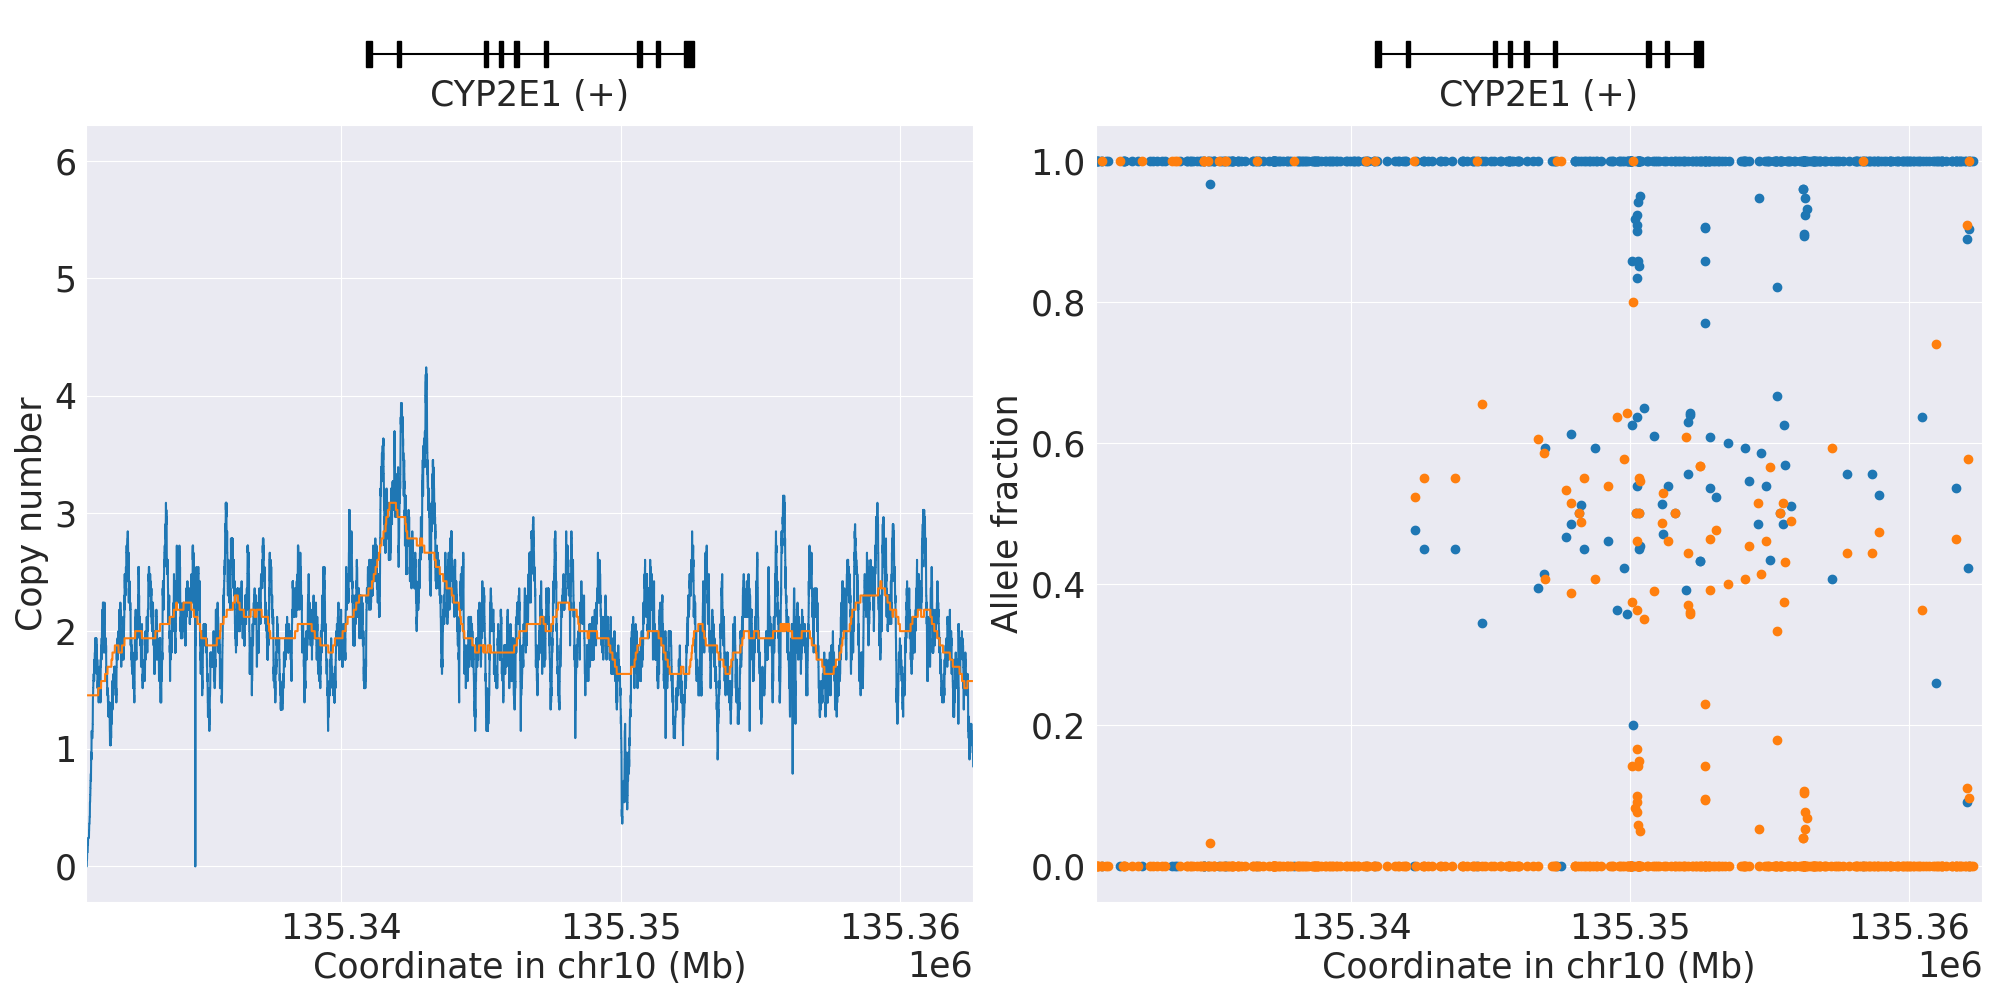 CYP2E1 (+)
6
5
4
3
2
1
0
Copy number
135.34
135.35
135.36
Coordinate in chr10 (Mb)
1e6
CYP2E1 (+)
1.0
0.8
0.6
0.4
0.2
0.0
Allele fraction
135.34
135.35
135.36
Coordinate in chr10 (Mb)
1e6